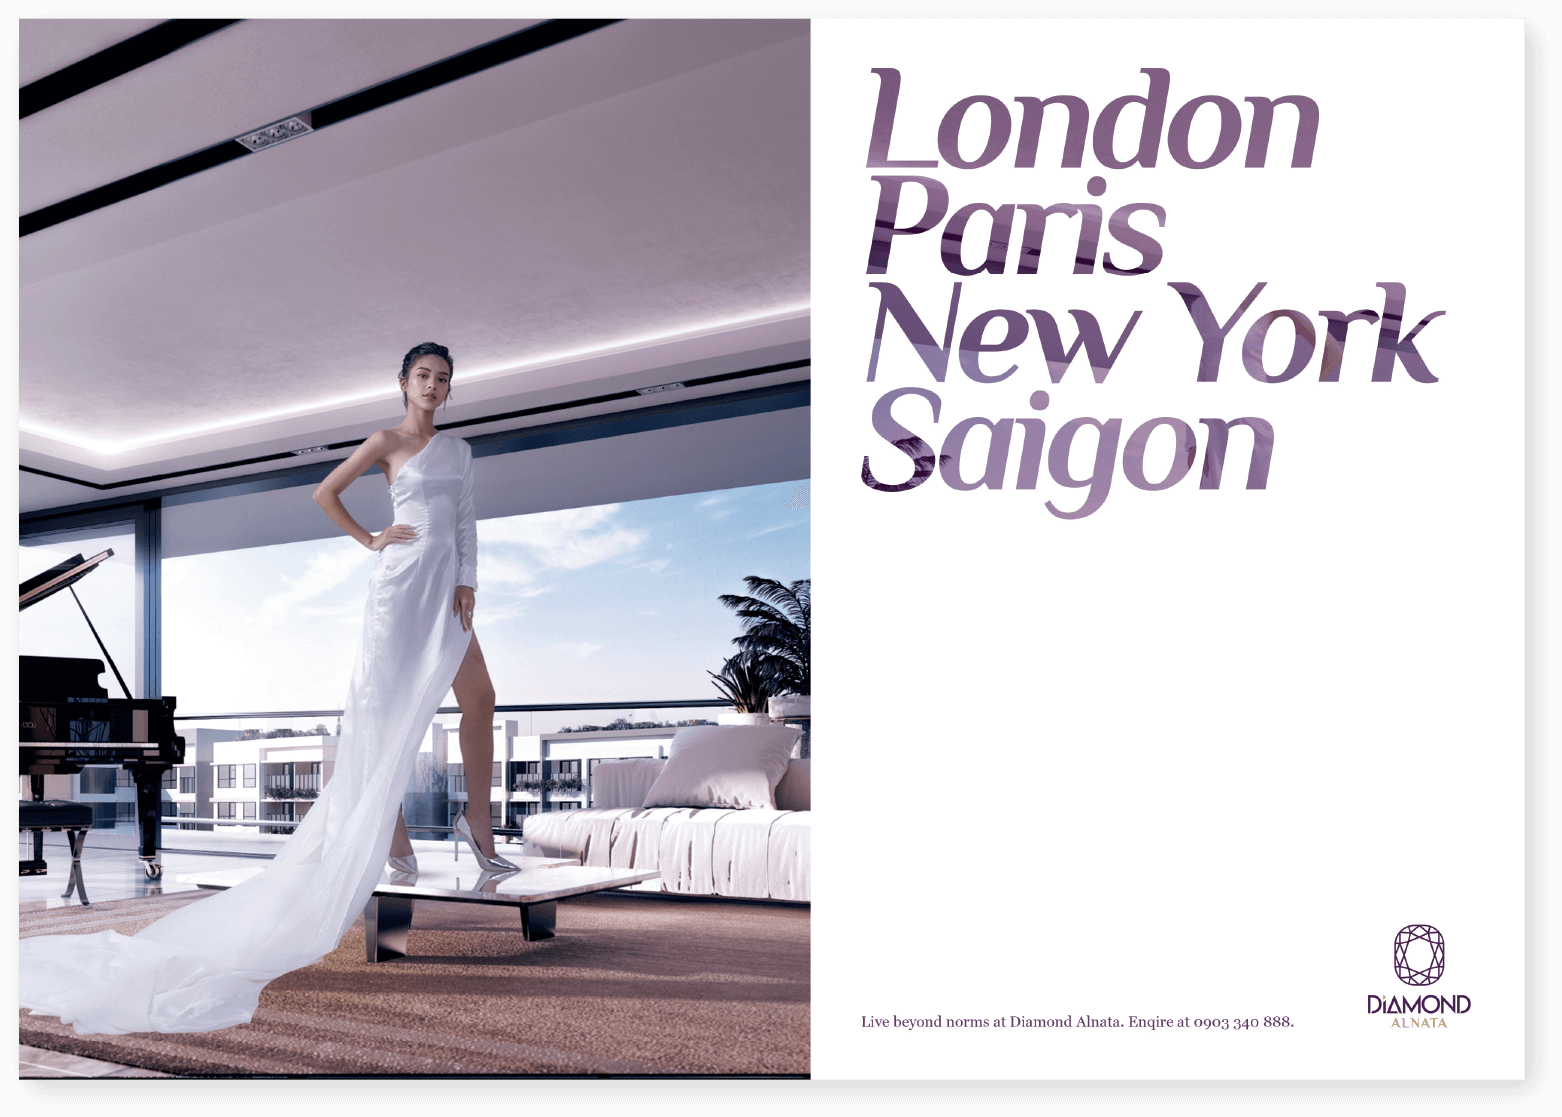 London
Paris
New York
Saigon
Live beyond norms at Diamond Alnata. Enqire at 0903 340 888.
DiAMOND
ALNATA